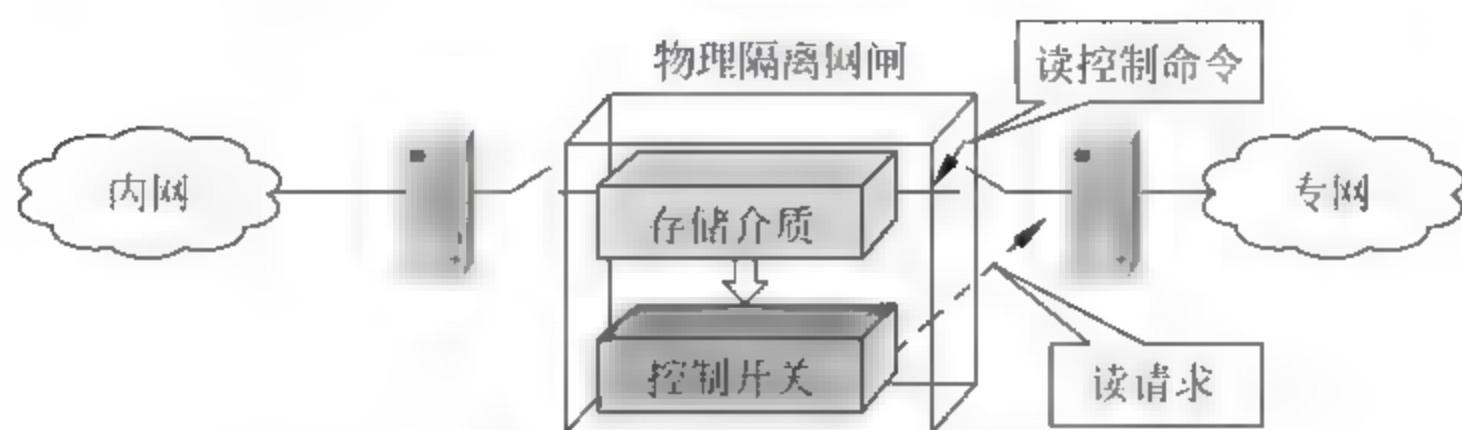 物理隔离网闸
读控制命令
内网
存储介质
专网
控制开关
读请求